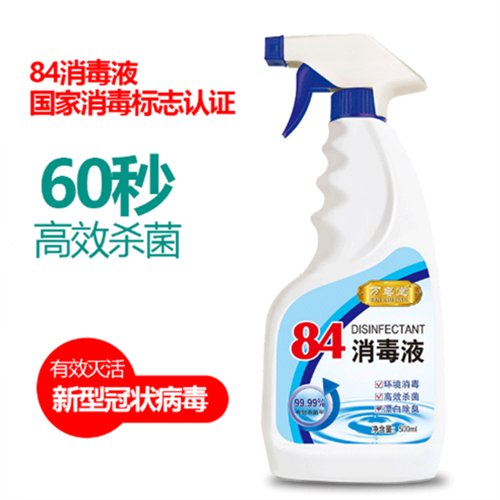 84消毒液
国家消毒标志认证
60秒
高效杀菌
有效灭活
新型冠状病毒
DISINFECTANT
84消毒液
99.99%
环境消毒
高效杀菌
漂白除臭
净含量:500ml